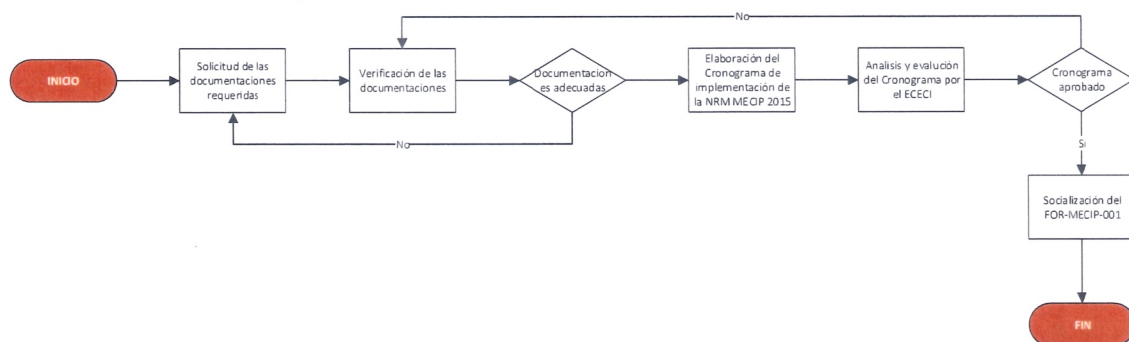 No
INICIO
Solicitud de las
documentaciones
requeridas
Verificación de las
documentaciones
Documentacion
es adecuadas
Elaboración del
Cronograma de
implementación de
la NRM MECIP 2015
Analisis y evalución
del Cronograma por
el ECECI
Cronograma
aprobado
No
Si
Socialización del
FOR-MECIP-001
FIN